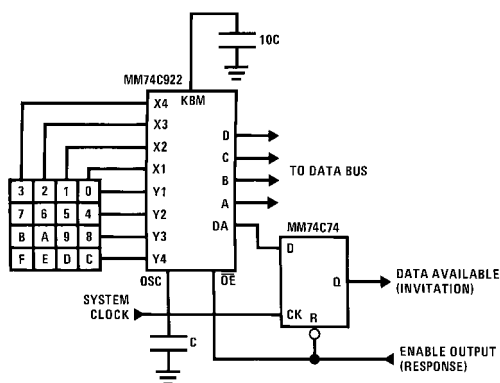 10C
MM74C922
KBM
X4
X3
X2
X1
Y1
Y2
Y3
Y4
D
C
B
A
DA
TO DATA BUS
3 2 1 0
7 6 5 4
B A 9 8
F E D C
OSC
OE
MM74C74
D
Q
CK
R
DATA AVAILABLE
(INVITATION)
SYSTEM
CLOCK
C
ENABLE OUTPUT
(RESPONSE)